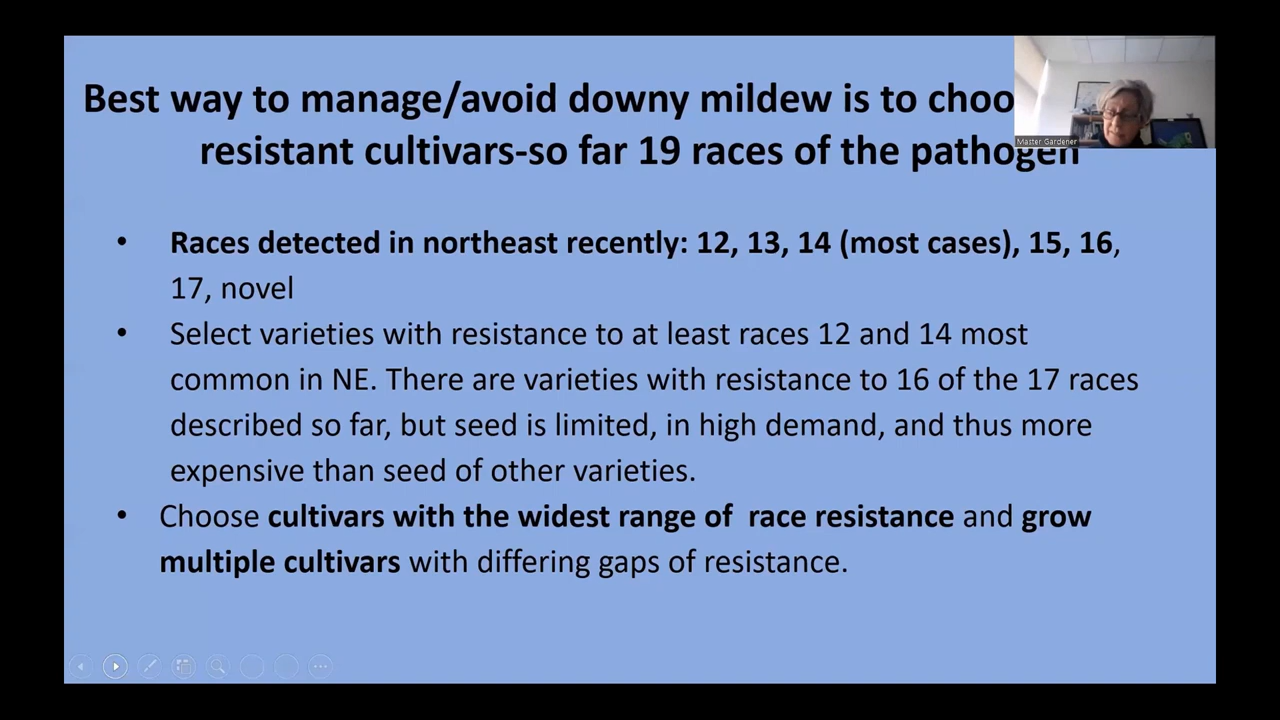 Best way to manage/avoid downy mildew is to choo
resistant cultivars-so far 19 races of the pathogen
Master Gardener
• Races detected in northeast recently: 12, 13, 14 (most cases), 15, 16,
17, novel
• Select varieties with resistance to at least races 12 and 14 most
common in NE. There are varieties with resistance to 16 of the 17 races
described so far, but seed is limited, in high demand, and thus more
expensive than seed of other varieties.
• Choose cultivars with the widest range of  race resistance and grow
multiple cultivars with differing gaps of resistance.